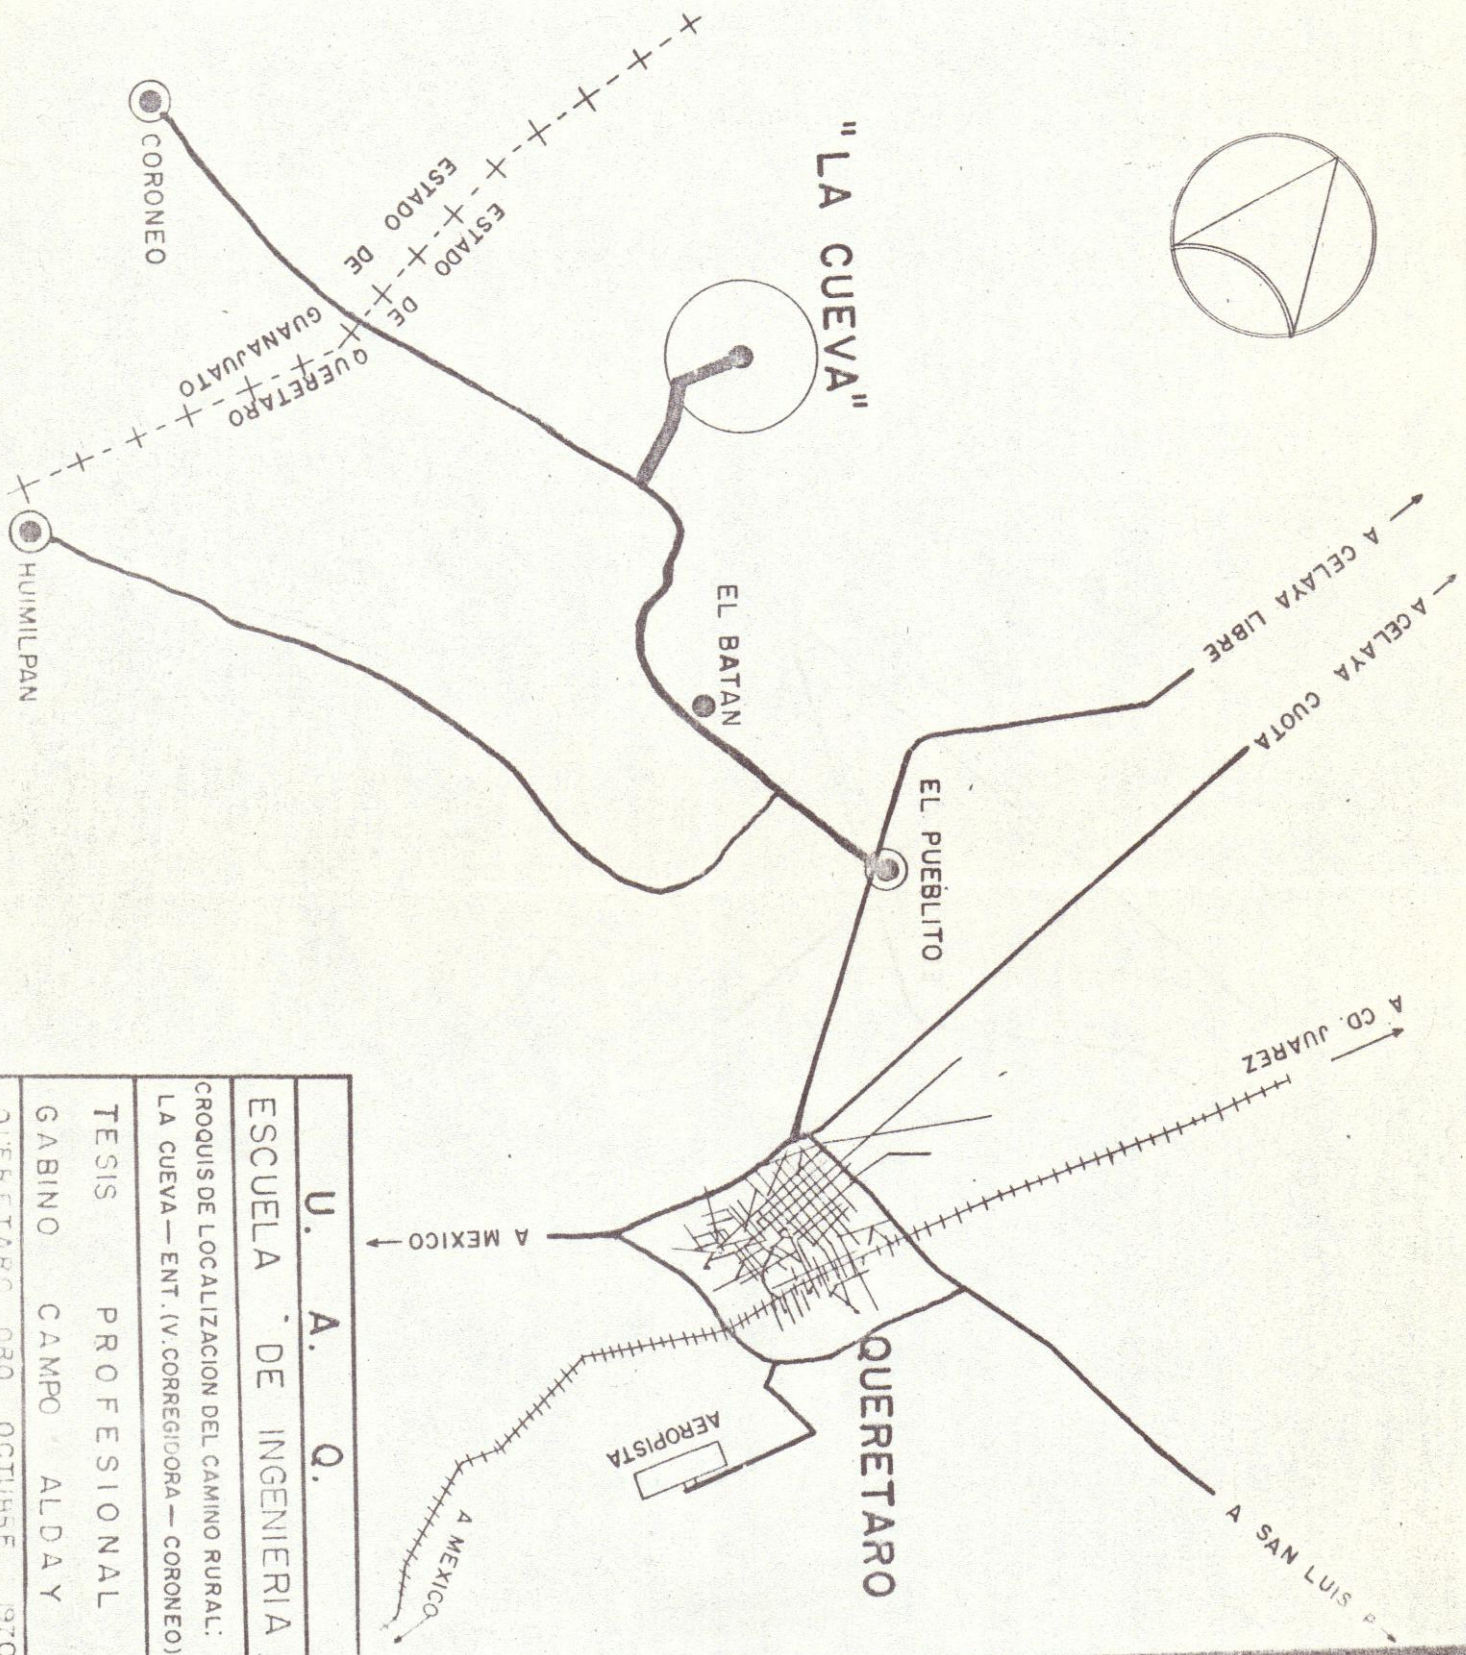 "LA CUEVA"
CORONEO
ESTADO DE GUANAJUATO
ESTADO DE QUERETARO
HUIMILPAN
EL BATAN
EL PUEBLITO
A CELAYA LIBRE
A CELAYA CUOTA
A CD. JUAREZ
A MEXICO
QUERETARO
AEROPISTA
A MEXICO
A SAN LUIS P
U. A. Q.
ESCUELA DE INGENIERIA
CROQUIS DE LOCALIZACION DEL CAMINO RURAL:
LA CUEVA — ENT. (V. CORREGIDORA — CORONEO)
TESIS PROFESIONAL
GABINO CAMPO ALDAY